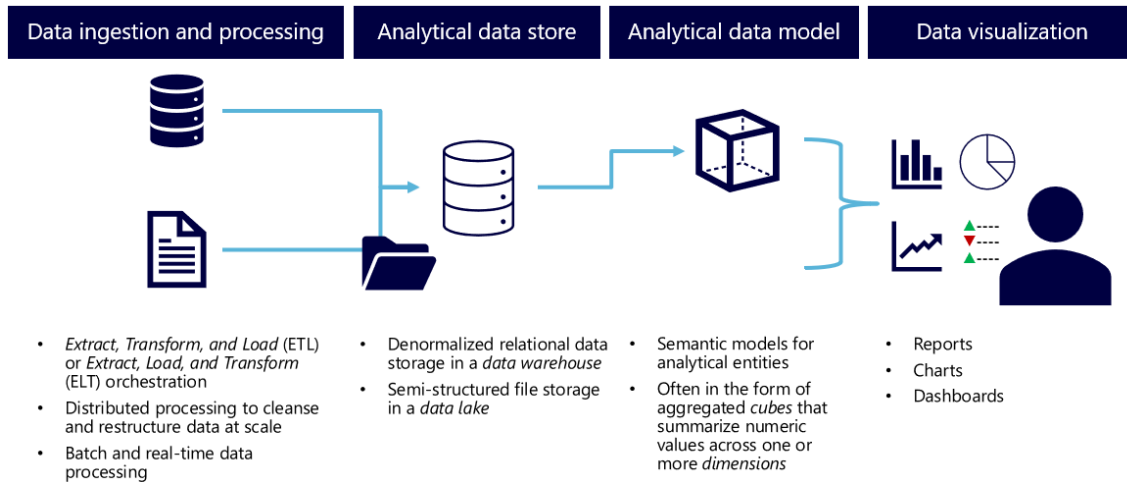 Data ingestion and processing
Analytical data store
Analytical data model
Data visualization
• Extract, Transform, and Load (ETL)
or Extract, Load, and Transform
(ELT) orchestration
• Distributed processing to cleanse
and restructure data at scale
• Batch and real-time data
processing
• Denormalized relational data
storage in a data warehouse
• Semi-structured file storage
in a data lake
• Semantic models for
analytical entities
• Often in the form of
aggregated cubes that
summarize numeric
values across one or
more dimensions
• Reports
• Charts
• Dashboards